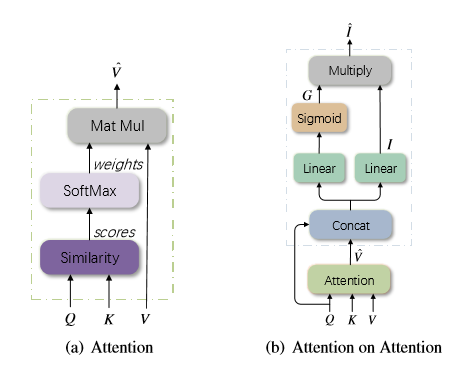 V̂
Mat Mul
weights
SoftMax
scores
Similarity
Q K V
(a) Attention
Î
Multiply
G
Sigmoid
I
Linear Linear
Concat
V̂
Attention
Q K V
(b) Attention on Attention